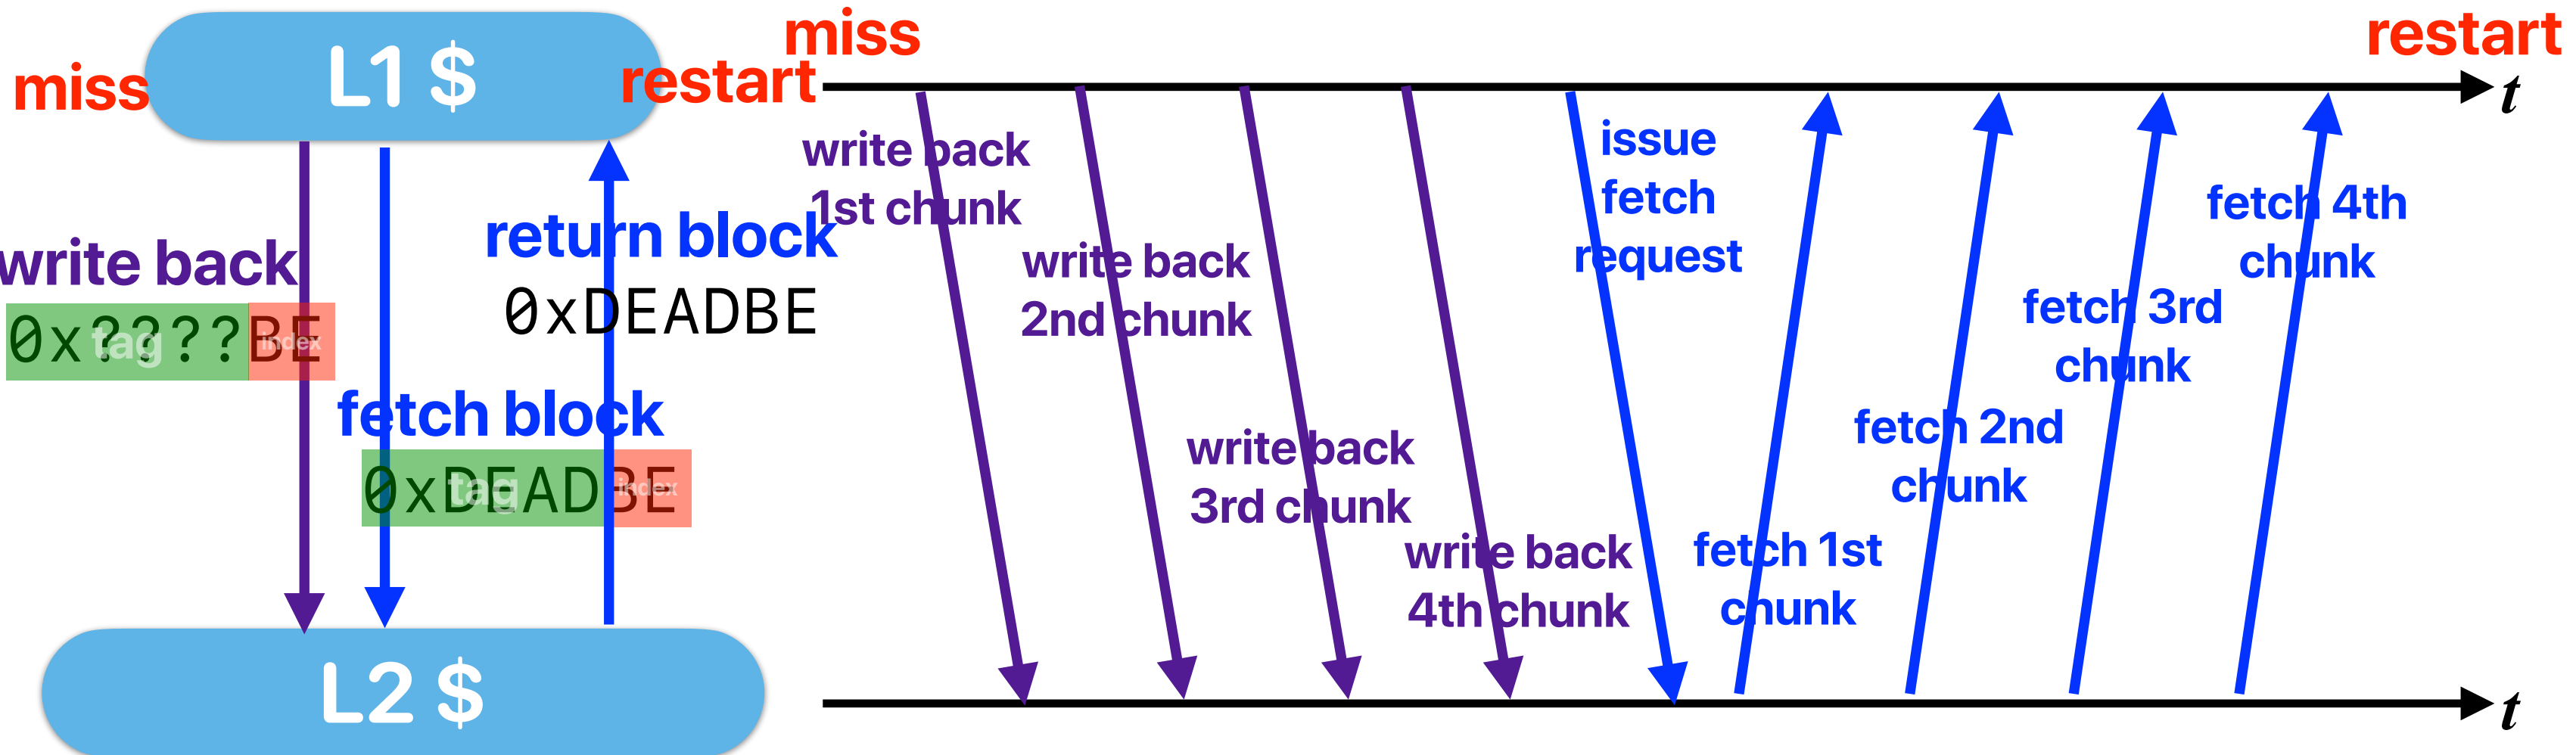 L1 $
miss
restart
write back
0x????BE
tag
index
return block
0xDEADBE
fetch block
0xDEADBE
tag
index
L2 $
miss
restart
t
write back
1st chunk
write back
2nd chunk
write back
3rd chunk
write back
4th chunk
issue
fetch
request
fetch 1st
chunk
fetch 2nd
chunk
fetch 3rd
chunk
fetch 4th
chunk
t